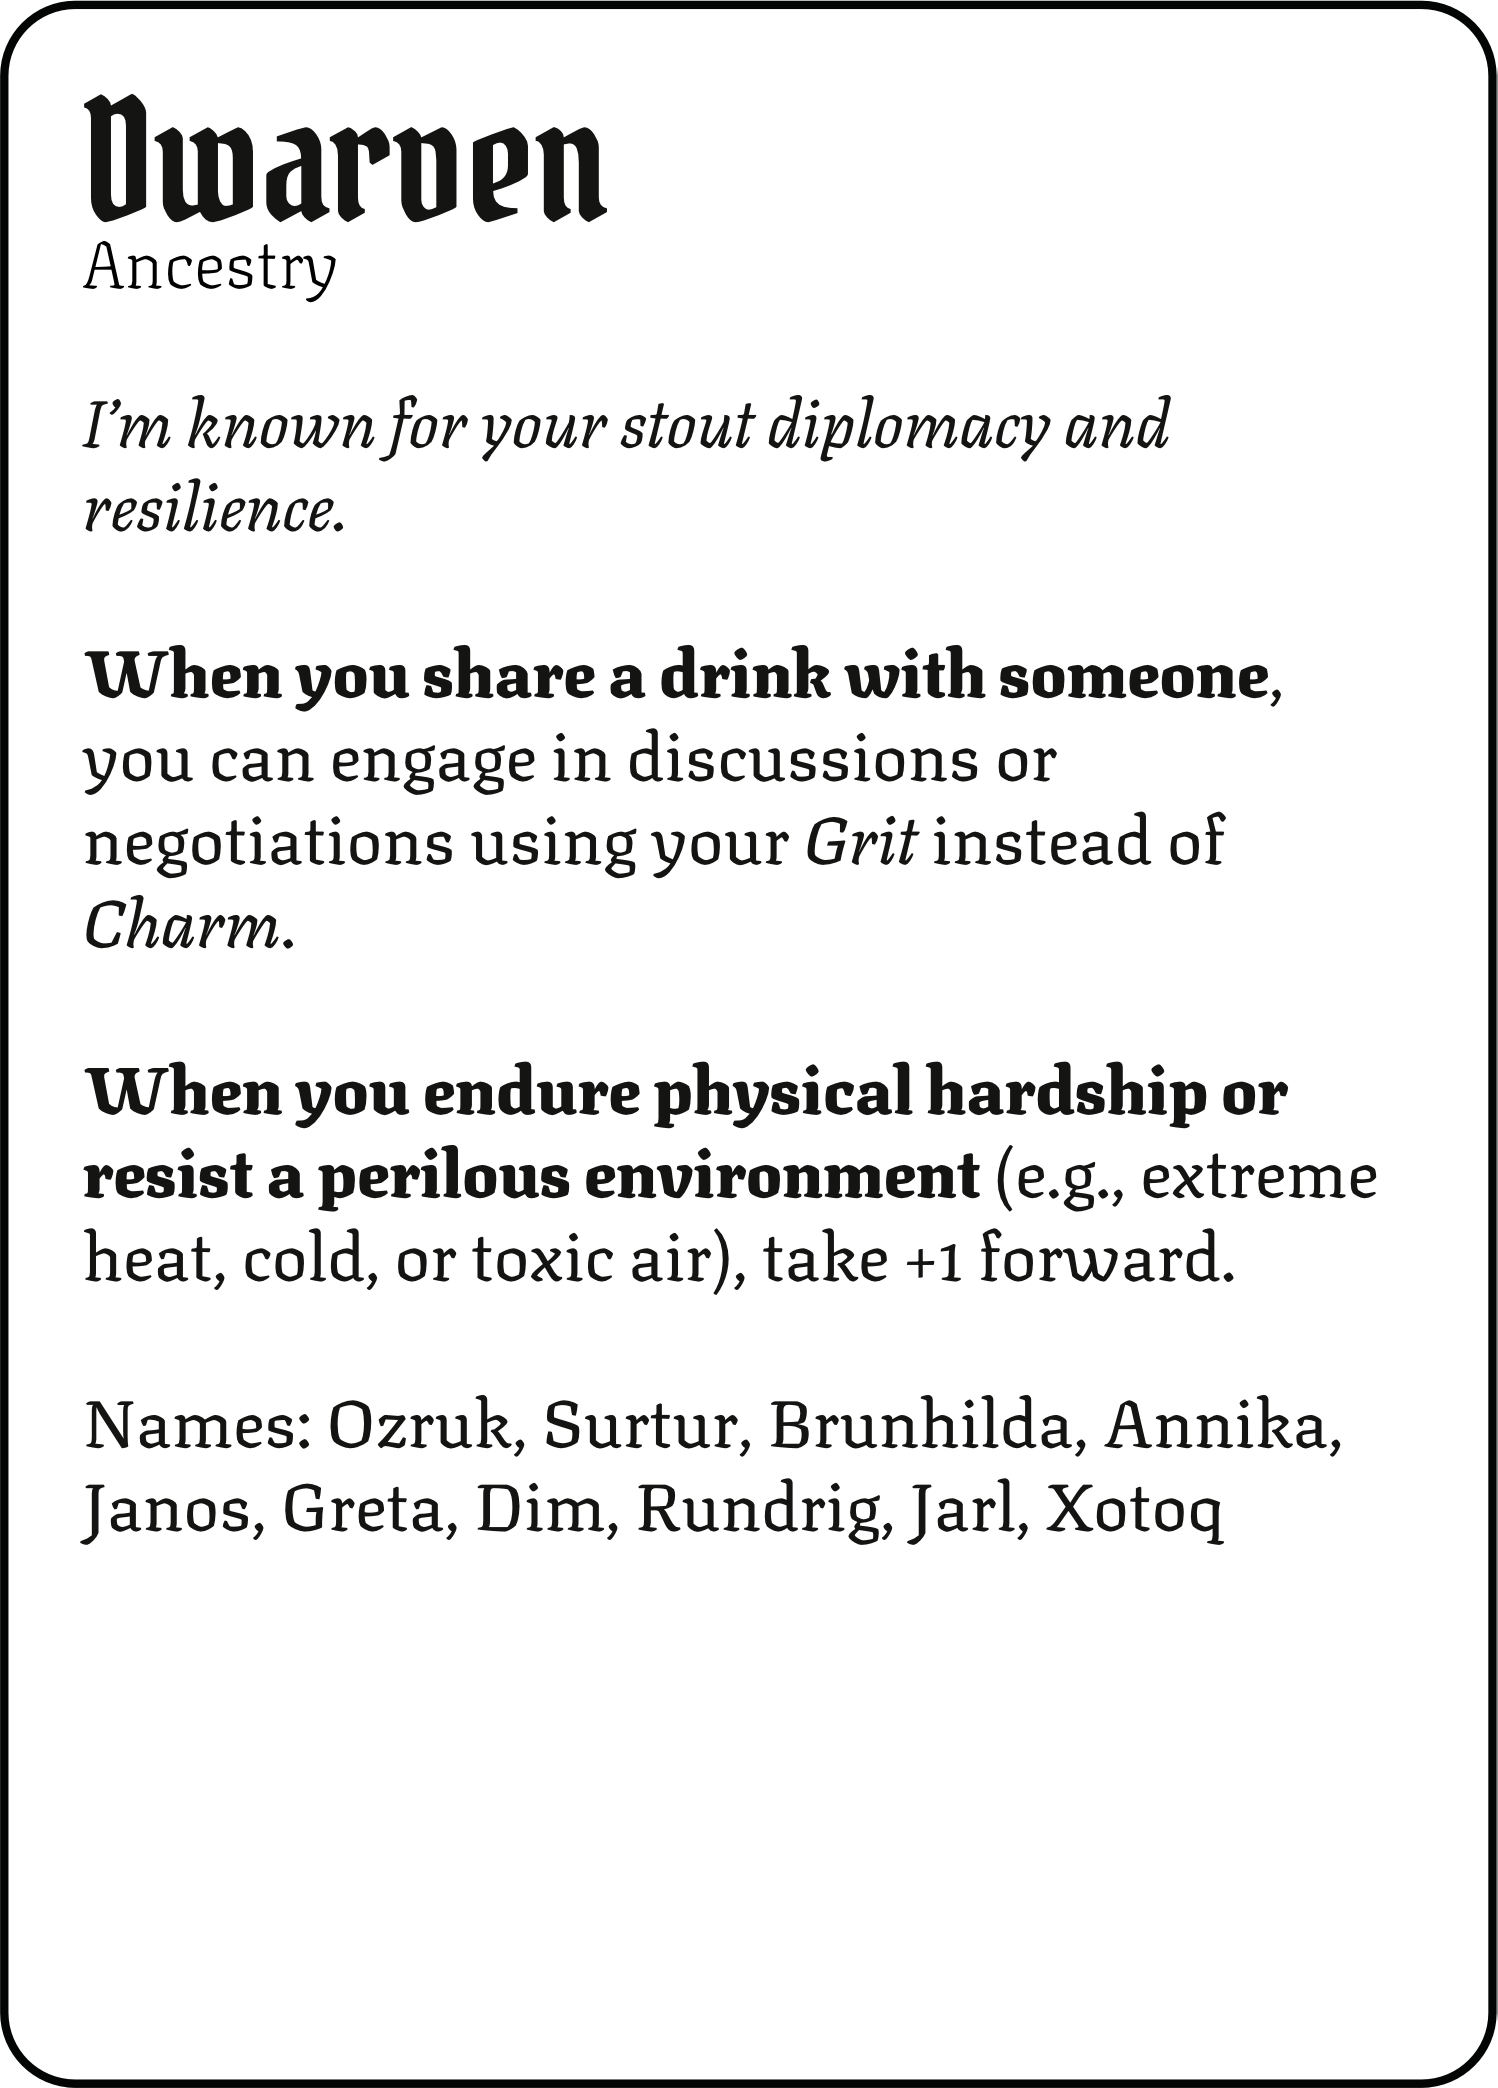 Dwarven
Ancestry
I’m known for your stout diplomacy and
resilience.
When you share a drink with someone,
you can engage in discussions or
negotiations using your Grit instead of
Charm.
When you endure physical hardship or
resist a perilous environment (e.g., extreme
heat, cold, or toxic air), take +1 forward.
Names: Ozruk, Surtur, Brunhilda, Annika,
Janos, Greta, Dim, Rundrig, Jarl, Xotoq